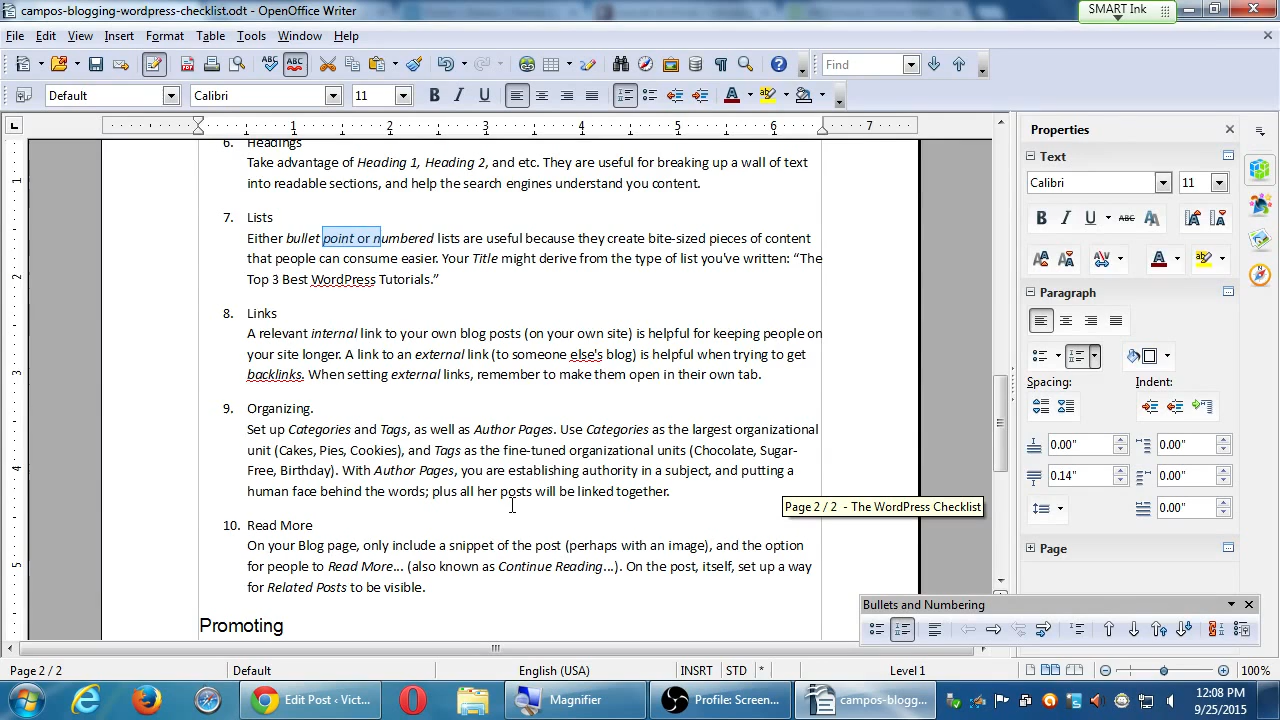 campos-blogging-wordpress-checklist.odt - OpenOffice Writer
SMART Ink
File Edit View Insert Format Table Tools Window Help
Find
Default Calibri 11
1 2 3 4 5 6 7
Properties
Text
Calibri 11
Paragraph
Spacing: Indent:
0.00" 0.00"
0.14" 0.00"
0.00"
Page
6. Headings
Take advantage of Heading 1, Heading 2, and etc. They are useful for breaking up a wall of text
into readable sections, and help the search engines understand you content.
7. Lists
Either bullet point or numbered lists are useful because they create bite-sized pieces of content
that people can consume easier. Your Title might derive from the type of list you've written: “The
Top 3 Best WordPress Tutorials.”
8. Links
A relevant internal link to your own blog posts (on your own site) is helpful for keeping people on
your site longer. A link to an external link (to someone else's blog) is helpful when trying to get
backlinks. When setting external links, remember to make them open in their own tab.
9. Organizing.
Set up Categories and Tags, as well as Author Pages. Use Categories as the largest organizational
unit (Cakes, Pies, Cookies), and Tags as the fine-tuned organizational units (Chocolate, Sugar-
Free, Birthday). With Author Pages, you are establishing authority in a subject, and putting a
human face behind the words; plus all her posts will be linked together.
Page 2 / 2 - The WordPress Checklist
10. Read More
On your Blog page, only include a snippet of the post (perhaps with an image), and the option
for people to Read More... (also known as Continue Reading...). On the post, itself, set up a way
for Related Posts to be visible.
Promoting
Bullets and Numbering
Page 2 / 2 Default English (USA) INSRT STD * Level 1 100%
Edit Post ‹ Vict... Magnifier Profile: Screen... campos-blogg...
12:08 PM
9/25/2015